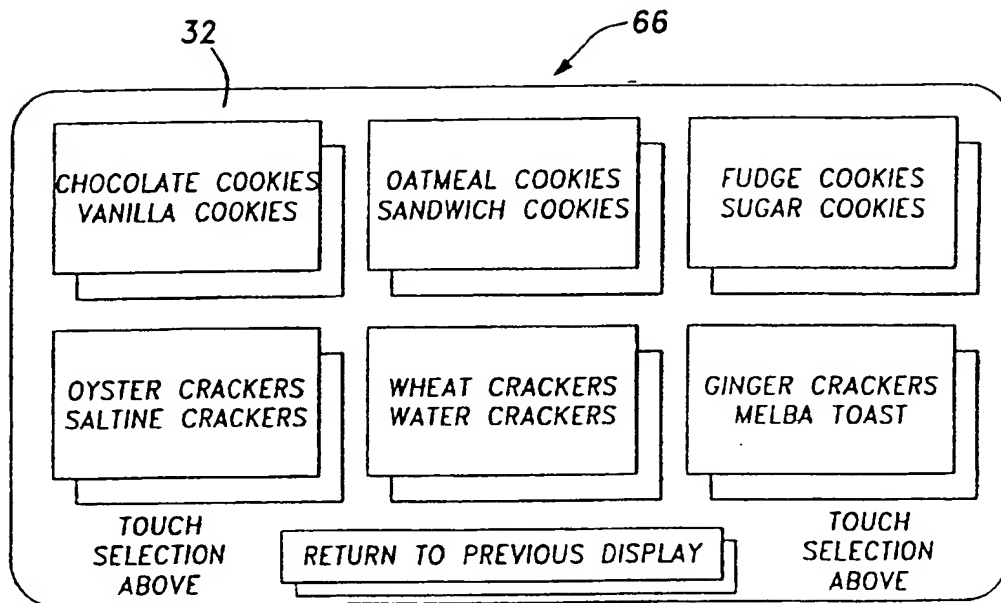 32
66
CHOCOLATE COOKIES
VANILLA COOKIES
OATMEAL COOKIES
SANDWICH COOKIES
FUDGE COOKIES
SUGAR COOKIES
OYSTER CRACKERS
SALTINE CRACKERS
WHEAT CRACKERS
WATER CRACKERS
GINGER CRACKERS
MELBA TOAST
TOUCH
SELECTION
ABOVE
RETURN TO PREVIOUS DISPLAY
TOUCH
SELECTION
ABOVE